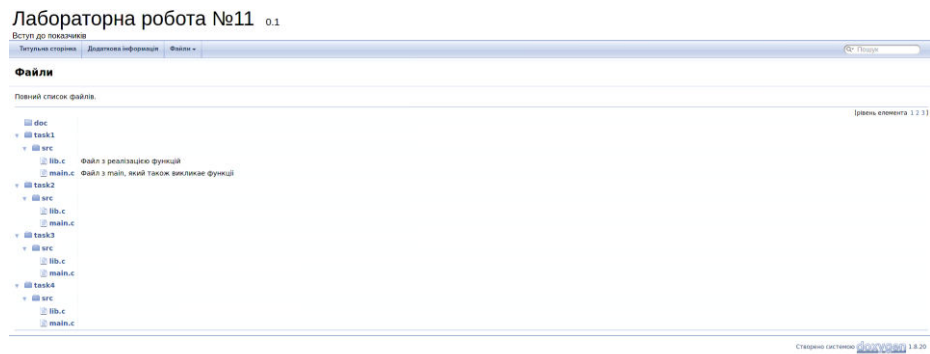 Лабораторна робота №11 0.1
Вступ до показчиків
Титульна сторінка Додаткова інформація Файли
Пошук
Файли
Повний список файлів.
[рівень елемента 1 2 3]
doc
task1
src
lib.c Файл з реалізацією функцій
main.c Файл з main, який також викликає функції
task2
src
lib.c
main.c
task3
src
lib.c
main.c
task4
src
lib.c
main.c
Створено системою doxygen 1.8.20